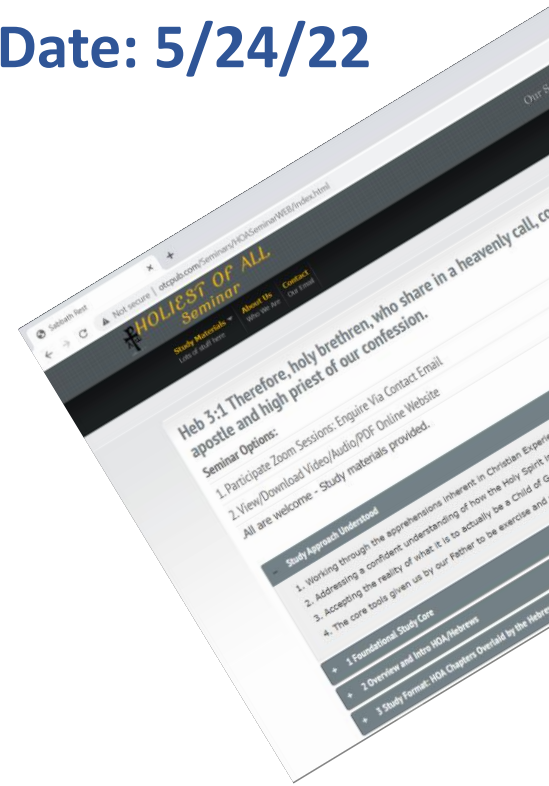 Date: 5/24/22
Our S
Sabbath Rest
Not secure | otcpub.com/Seminars/HOASeminarWEB/index.html
HOLIEST OF ALL
Seminar
Study Materials
Lots of stuff here
About Us
Who We Are
Contact
Our Email
Heb 3:1 Therefore, holy brethren, who share in a heavenly call, co
apostle and high priest of our confession.
Seminar Options:
1. Participate Zoom Sessions: Enquire Via Contact Email
2. View/Download Video/Audio/PDF Online Website
All are welcome - Study materials provided.
- Study Approach Understood
1. Working through the apprehensions inherent in Christian Experie
2. Addressing a confident understanding of how the Holy Spirit i
3. Accepting the reality of what it is to actually be a Child of G
4. The core tools given us by our Father to be exercise and
+ 1 Foundational Study Core
+ 2 Overview and Intro HOA/Hebrews
+ 3 Study Format: HOA Chapters Overlaid by the Hebre